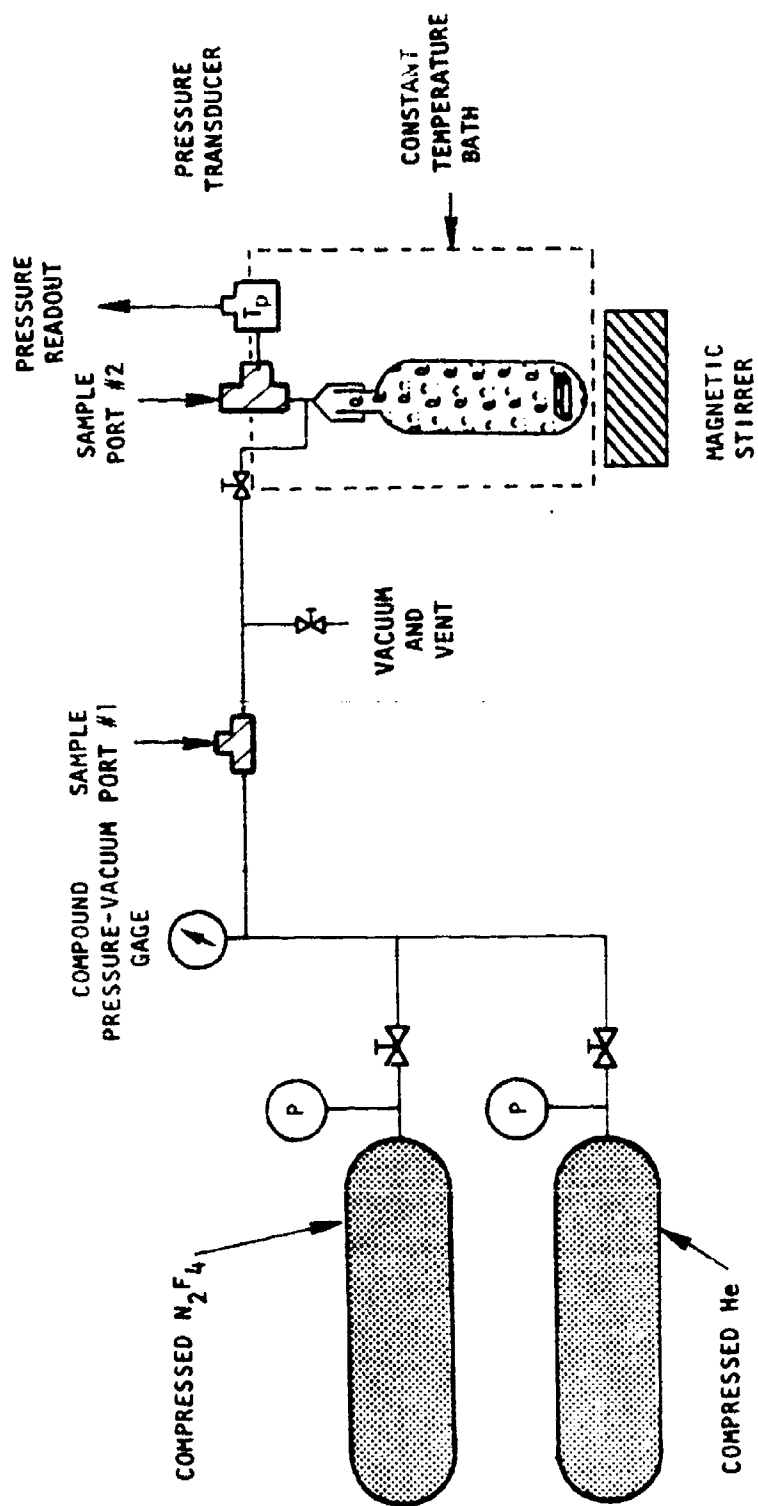 COMPRESSED N2F4
COMPRESSED He
P
P
COMPOUND
PRESSURE-VACUUM
GAGE
SAMPLE
PORT #1
VACUUM
AND
VENT
SAMPLE
PORT #2
PRESSURE
READOUT
Tp
PRESSURE
TRANSDUCER
CONSTANT
TEMPERATURE
BATH
MAGNETIC
STIRRER